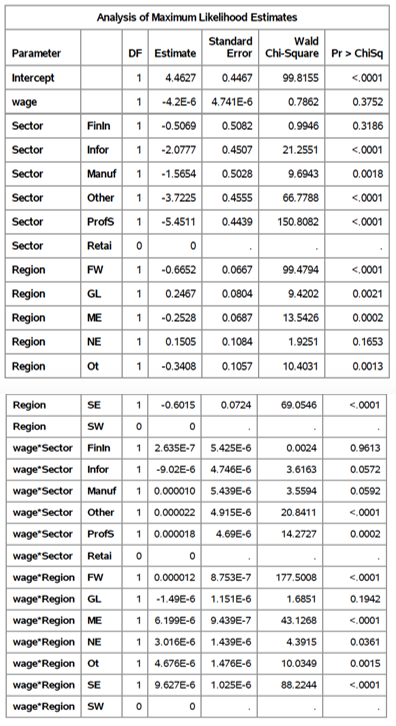 Analysis of Maximum Likelihood Estimates
Parameter DF Estimate Standard Error Wald Chi-Square Pr > ChiSq
Intercept 1 4.4627 0.4467 99.8155 <.0001
wage 1 -4.2E-6 4.741E-6 0.7862 0.3752
Sector FinIn 1 -0.5069 0.5082 0.9946 0.3186
Sector Infor 1 -2.0777 0.4507 21.2551 <.0001
Sector Manuf 1 -1.5654 0.5028 9.6943 0.0018
Sector Other 1 -3.7225 0.4555 66.7788 <.0001
Sector ProfS 1 -5.4511 0.4439 150.8082 <.0001
Sector Retai 0 0 . . .
Region FW 1 -0.6652 0.0667 99.4794 <.0001
Region GL 1 0.2467 0.0804 9.4202 0.0021
Region ME 1 -0.2528 0.0687 13.5426 0.0002
Region NE 1 0.1505 0.1084 1.9251 0.1653
Region Ot 1 -0.3408 0.1057 10.4031 0.0013
Region SE 1 -0.6015 0.0724 69.0546 <.0001
Region SW 0 0 . . .
wage*Sector FinIn 1 2.635E-7 5.425E-6 0.0024 0.9613
wage*Sector Infor 1 -9.02E-6 4.746E-6 3.6163 0.0572
wage*Sector Manuf 1 0.000010 5.439E-6 3.5594 0.0592
wage*Sector Other 1 0.000022 4.915E-6 20.8411 <.0001
wage*Sector ProfS 1 0.000018 4.69E-6 14.2727 0.0002
wage*Sector Retai 0 0 . . .
wage*Region FW 1 0.000012 8.753E-7 177.5008 <.0001
wage*Region GL 1 -1.49E-6 1.151E-6 1.6851 0.1942
wage*Region ME 1 6.199E-6 9.439E-7 43.1268 <.0001
wage*Region NE 1 3.016E-6 1.439E-6 4.3915 0.0361
wage*Region Ot 1 4.676E-6 1.476E-6 10.0349 0.0015
wage*Region SE 1 9.627E-6 1.025E-6 88.2244 <.0001
wage*Region SW 0 0 . . .